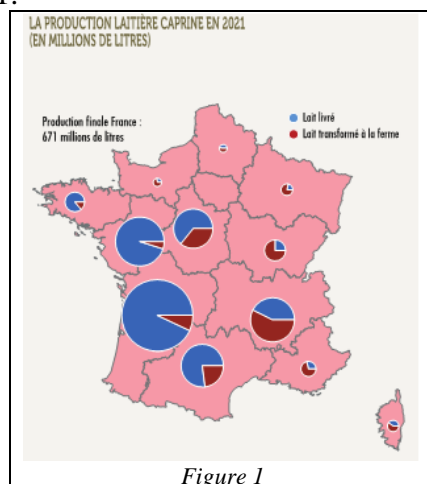 LA PRODUCTION LAITIÈRE CAPRINE EN 2021
(EN MILLIONS DE LITRES)
Production finale France :
671 millions de litres
Lait livré
Lait transformé à la ferme
Figure 1